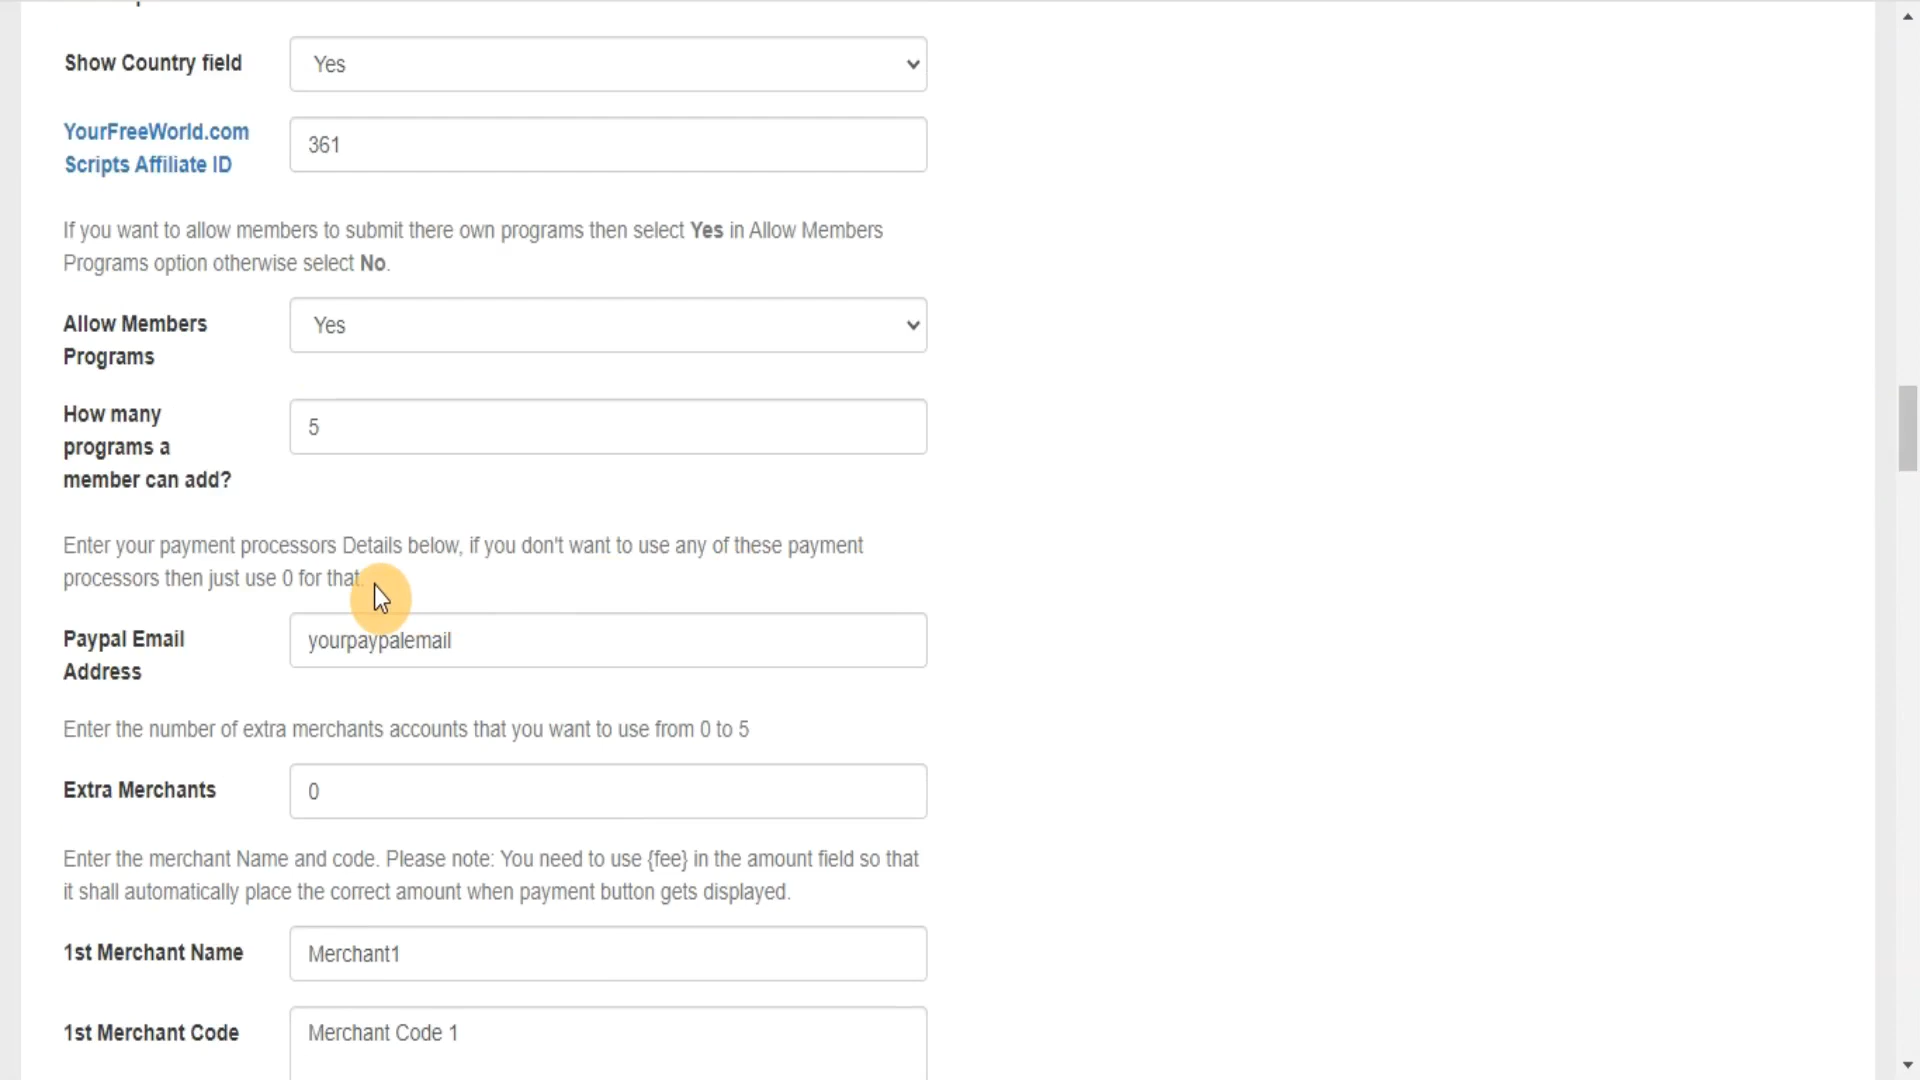 Show Country field
Yes
YourFreeWorld.com
Scripts Affiliate ID
361
If you want to allow members to submit there own programs then select Yes in Allow Members
Programs option otherwise select No.
Allow Members
Programs
Yes
How many
programs a
member can add?
5
Enter your payment processors Details below, if you don't want to use any of these payment
processors then just use 0 for that.
Paypal Email
Address
yourpaypalemail
Enter the number of extra merchants accounts that you want to use from 0 to 5
Extra Merchants
0
Enter the merchant Name and code. Please note: You need to use {fee} in the amount field so that
it shall automatically place the correct amount when payment button gets displayed.
1st Merchant Name
Merchant1
1st Merchant Code
Merchant Code 1